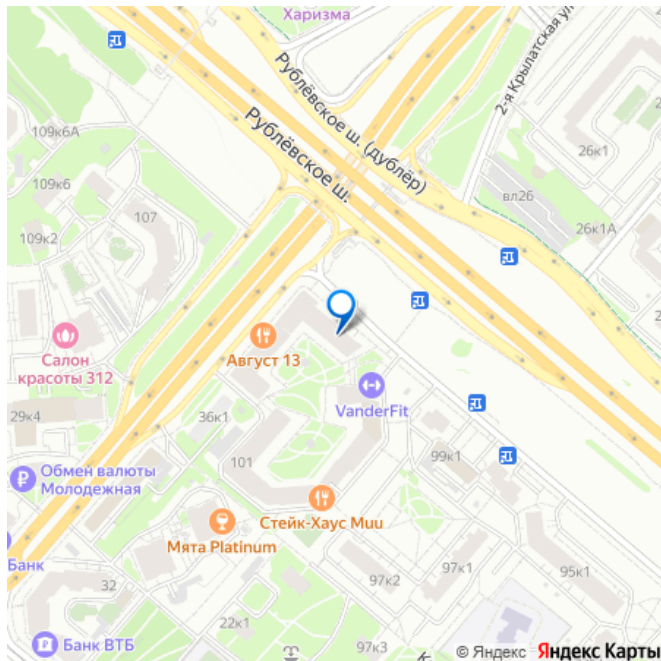 Харизма
Рублёвское ш. (дублёр)
Рублёвское ш.
2-я Крылатская ул
109к6А
26к1
109к6
вл26
107
26к1А
109к2
Август 13
Салон
красоты 312
VanderFit
29к4
36к1
99к1
101
Обмен валюты
Молодежная
Стейк-Хаус Muu
Мята Platinum
Банк
97к2
97к1
95к1
32
22к1
97к3
Банк ВТБ
© Яндекс Яндекс Карты